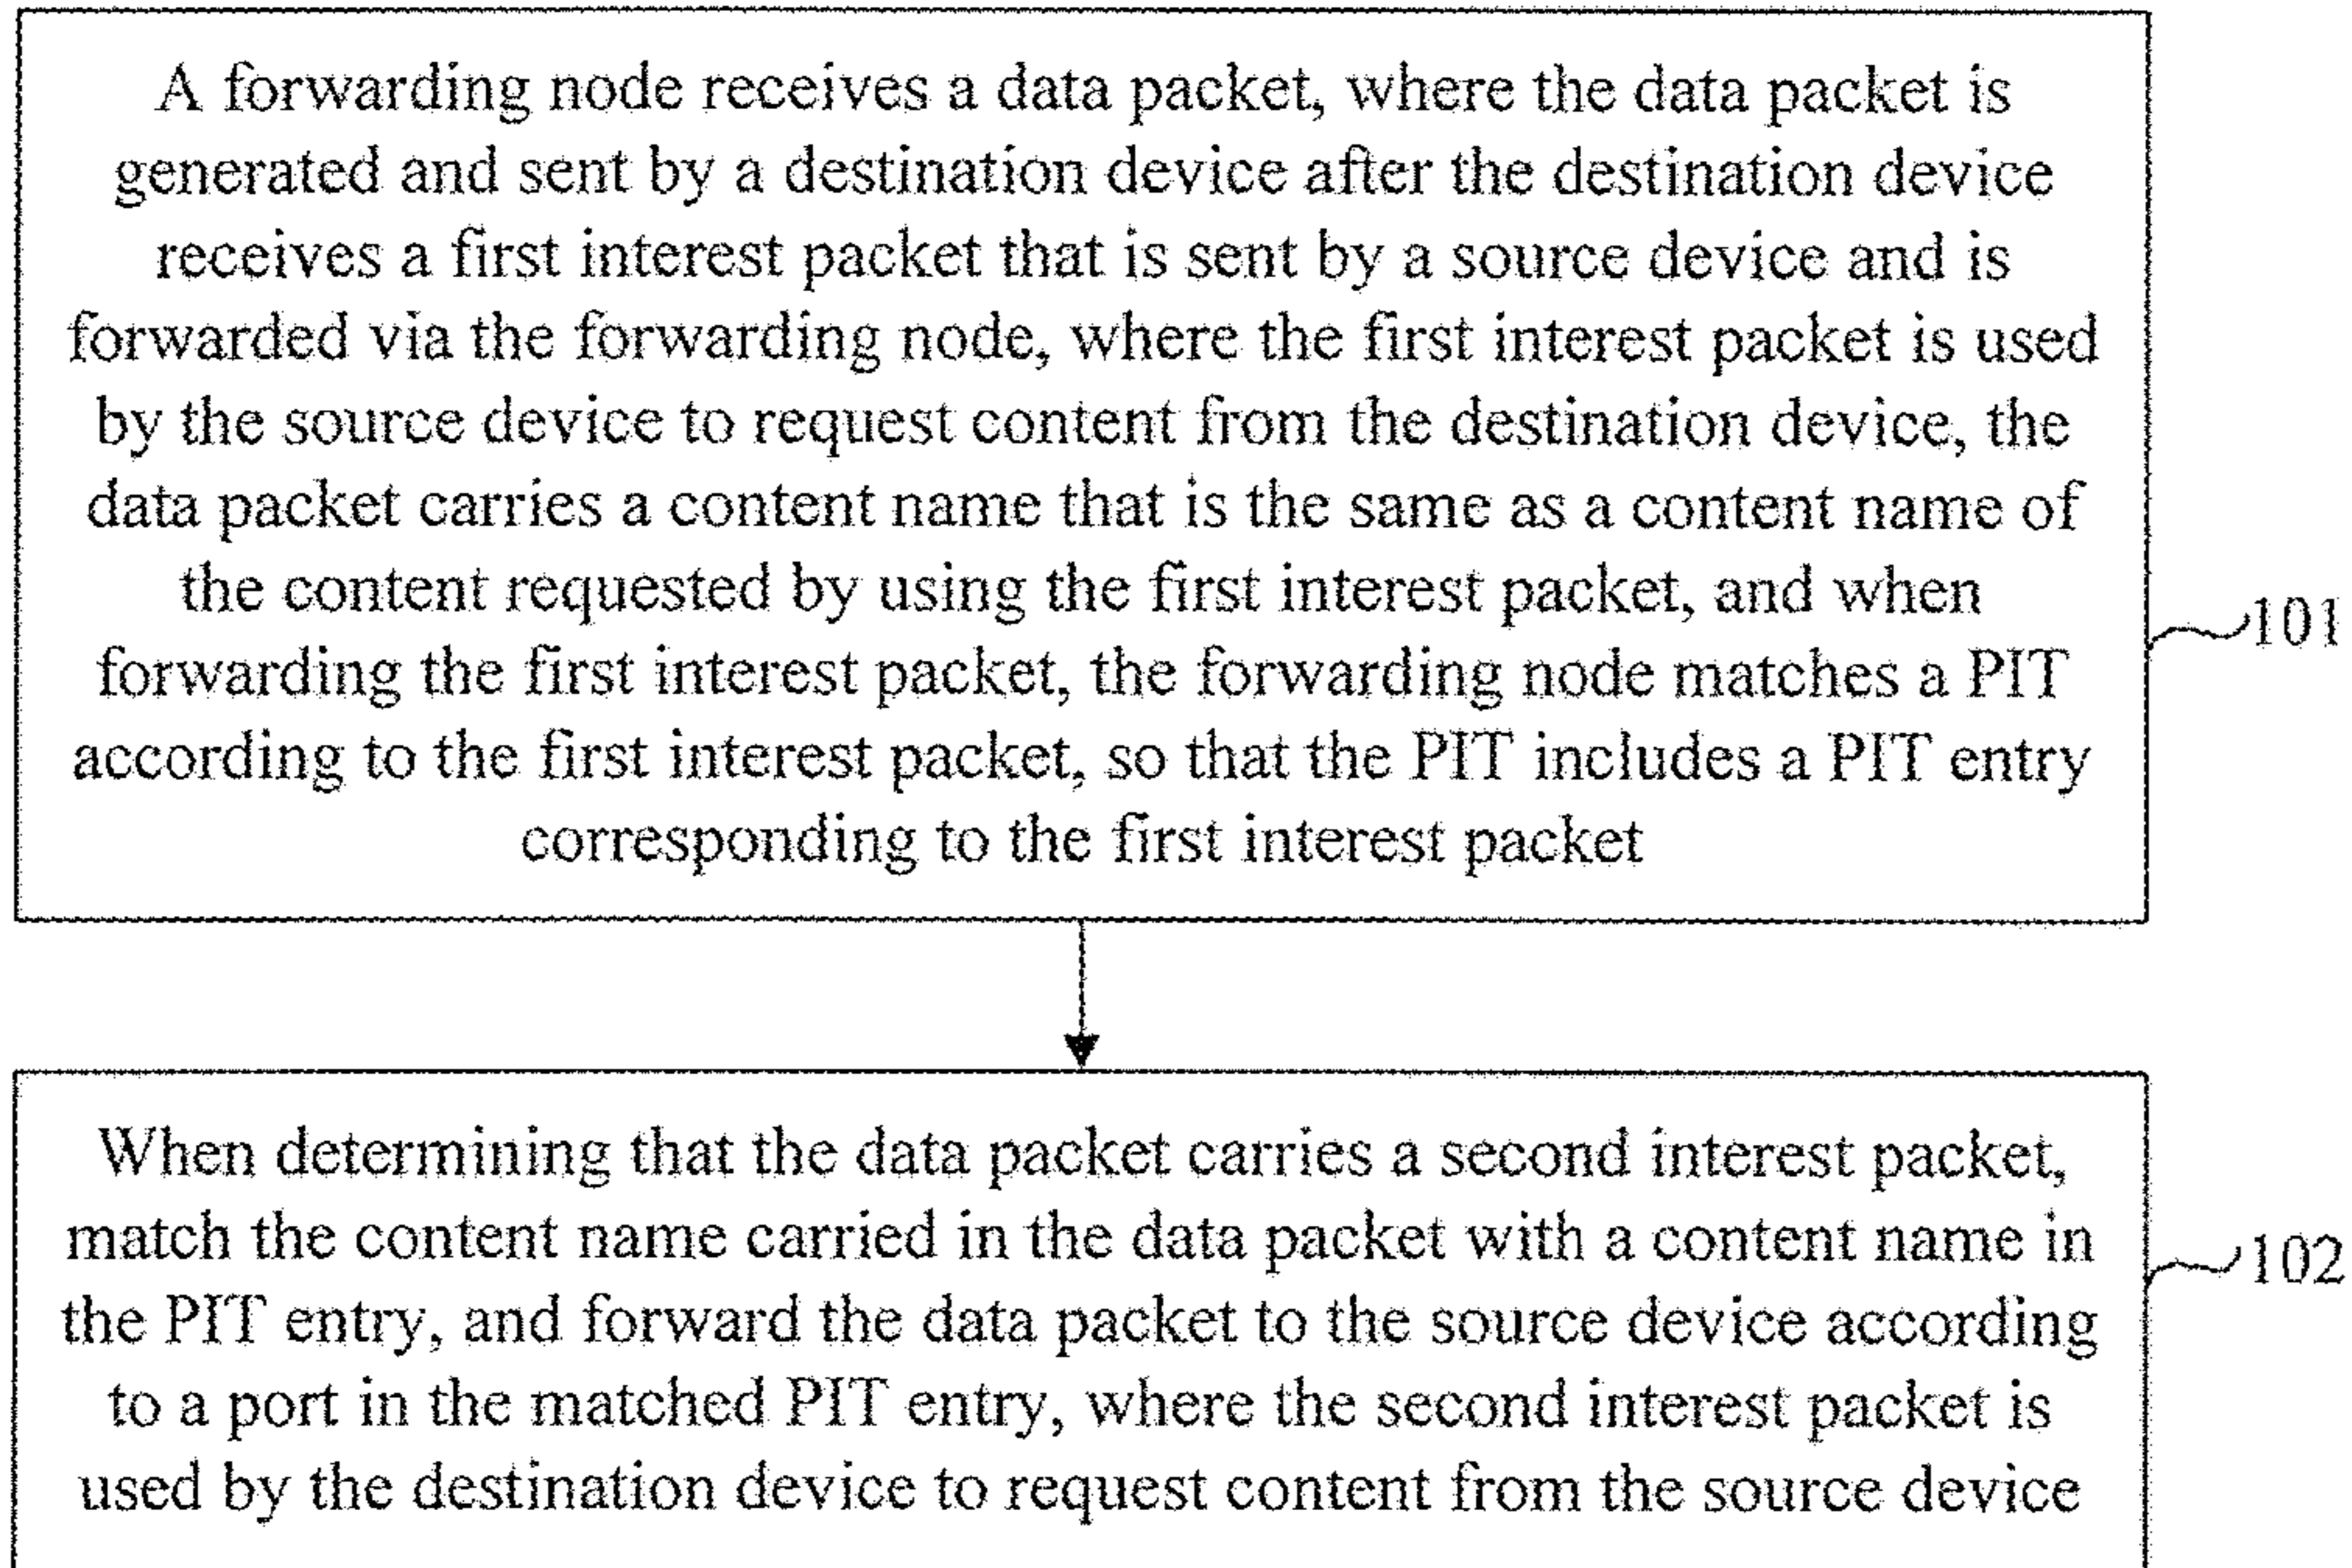 A forwarding node receives a data packet, where the data packet is
generated and sent by a destination device after the destination device
receives a first interest packet that is sent by a source device and is
forwarded via the forwarding node, where the first interest packet is used
by the source device to request content from the destination device, the
data packet carries a content name that is the same as a content name of
the content requested by using the first interest packet, and when
forwarding the first interest packet, the forwarding node matches a PIT
according to the first interest packet, so that the PIT includes a PIT entry
corresponding to the first interest packet
101
When determining that the data packet carries a second interest packet,
match the content name carried in the data packet with a content name in
the PIT entry, and forward the data packet to the source device according
to a port in the matched PIT entry, where the second interest packet is
used by the destination device to request content from the source device
102